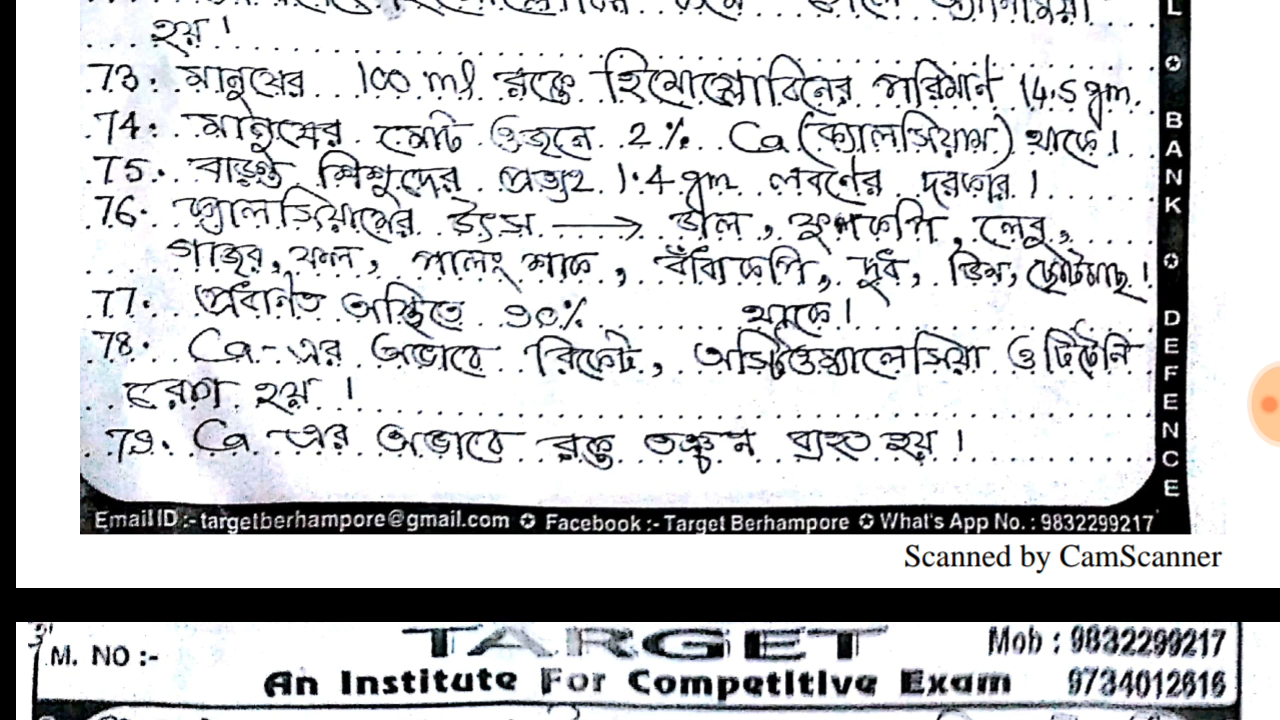 হয়।
73. মানুষের 100 ml রক্তে হিমোগ্লোবিনের পরিমাণ 14.5 gm.
74. মানুষের মোট ওজনে 2% Ca (ক্যালসিয়াম) থাকে।
75. বাড়ন্ত শিশুদের প্রত্যহ 1.4 gm লবণের দরকার।
76. ক্যালসিয়ামের উৎস → ডাল, ফুলকপি, লেবু,
গাজর, ফল, পালং শাক, বাঁধাকপি, দুধ, ডিম, ছোটমাছ।
77. প্রধানত অস্থিতে 90% থাকে।
78. Ca-এর অভাবে রিকেট, অস্টিওম্যালেসিয়া ও টিটেনি
হয়।
79. Ca-এর অভাবে রক্ত তঞ্চন ব্যহত হয়।
L ✪ BANK ✪ DEFENCE
Email ID :- targetberhampore@gmail.com ✪ Facebook :- Target Berhampore ✪ What's App No. : 9832299217
Scanned by CamScanner
M. NO :-
TARGET
Mob : 9832299217
An Institute For Competitive Exam
9734012616